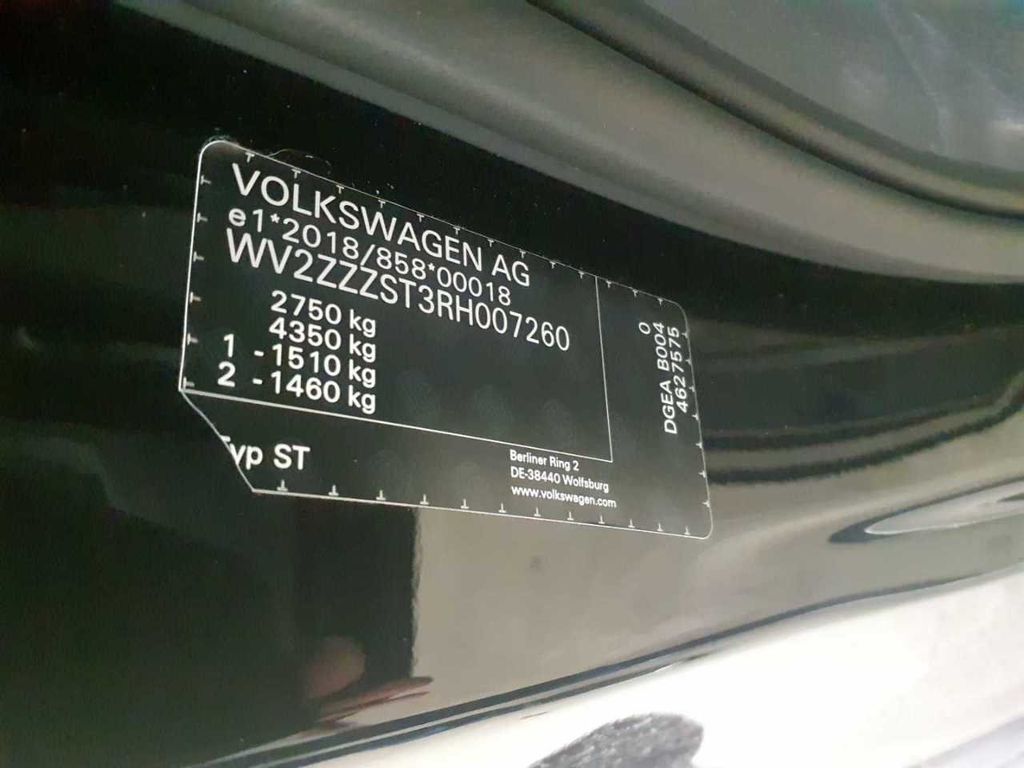 VOLKSWAGEN AG
e1*2018/858*00018
WV2ZZZST3RH007260
2750 kg
4350 kg
1 -1510 kg
2 -1460 kg
Typ ST
Berliner Ring 2
DE-38440 Wolfsburg
www.volkswagen.com
DGEA B004 0
4627575